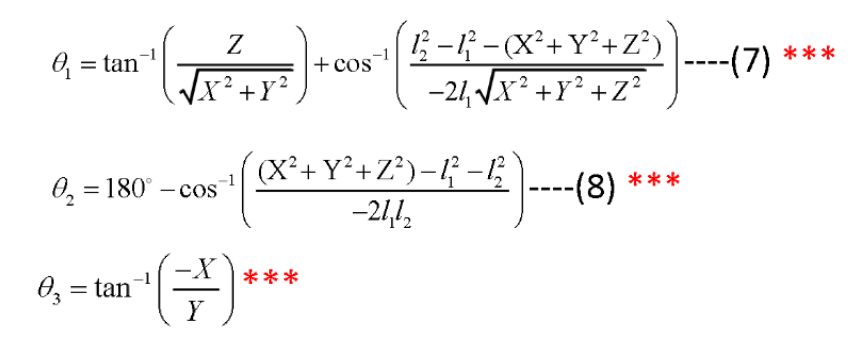 θ₁ = tan⁻¹(Z / √(X² + Y²)) + cos⁻¹((l₂² − l₁² − (X² + Y² + Z²)) / (−2l₁√(X² + Y² + Z²))) ----(7) ***
θ₂ = 180° − cos⁻¹(((X² + Y² + Z²) − l₁² − l₂²) / (−2l₁l₂)) ----(8) ***
θ₃ = tan⁻¹(−X / Y) ***